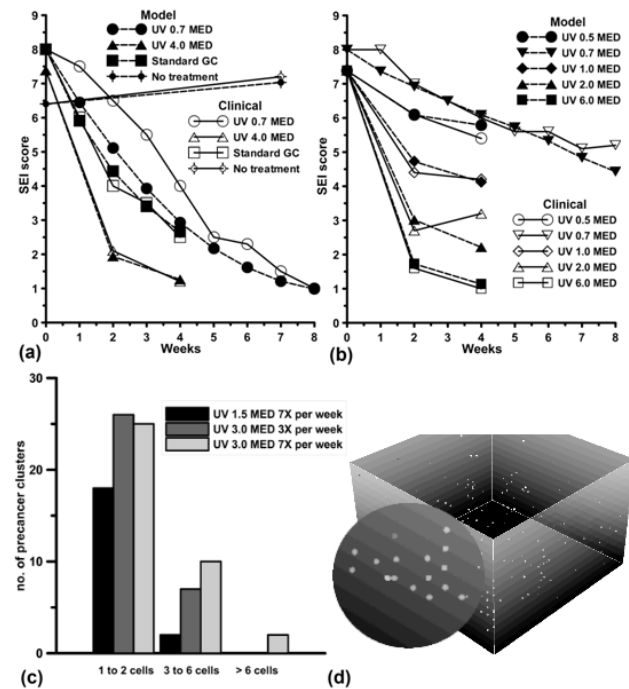 Model
UV 0.7 MED
UV 4.0 MED
Standard GC
No treatment
Clinical
UV 0.7 MED
UV 4.0 MED
Standard GC
No treatment
SEI score
9
8
7
6
5
4
3
2
1
0
0 1 2 3 4 5 6 7 8
Weeks
(a)
Model
UV 0.5 MED
UV 0.7 MED
UV 1.0 MED
UV 2.0 MED
UV 6.0 MED
Clinical
UV 0.5 MED
UV 0.7 MED
UV 1.0 MED
UV 2.0 MED
UV 6.0 MED
SEI score
9
8
7
6
5
4
3
2
1
0
0 1 2 3 4 5 6 7 8
Weeks
(b)
UV 1.5 MED 7X per week
UV 3.0 MED 3X per week
UV 3.0 MED 7X per week
no. of precancer clusters
30
20
10
0
1 to 2 cells 3 to 6 cells > 6 cells
(c)
(d)